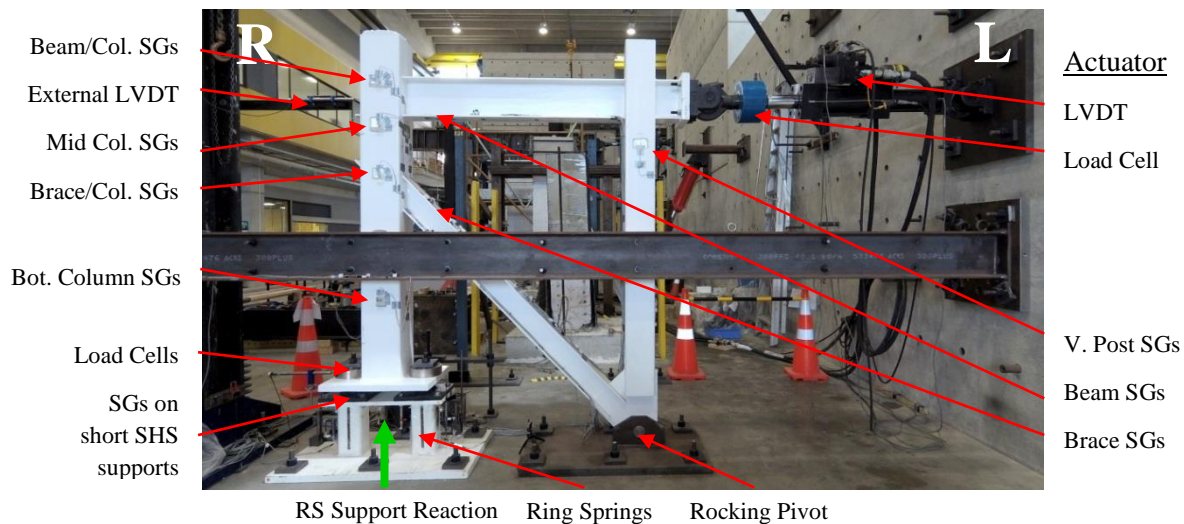 R
L
Beam/Col. SGs
External LVDT
Mid Col. SGs
Brace/Col. SGs
Bot. Column SGs
Load Cells
SGs on
short SHS
supports
RS Support Reaction
Ring Springs
Rocking Pivot
Actuator
LVDT
Load Cell
V. Post SGs
Beam SGs
Brace SGs